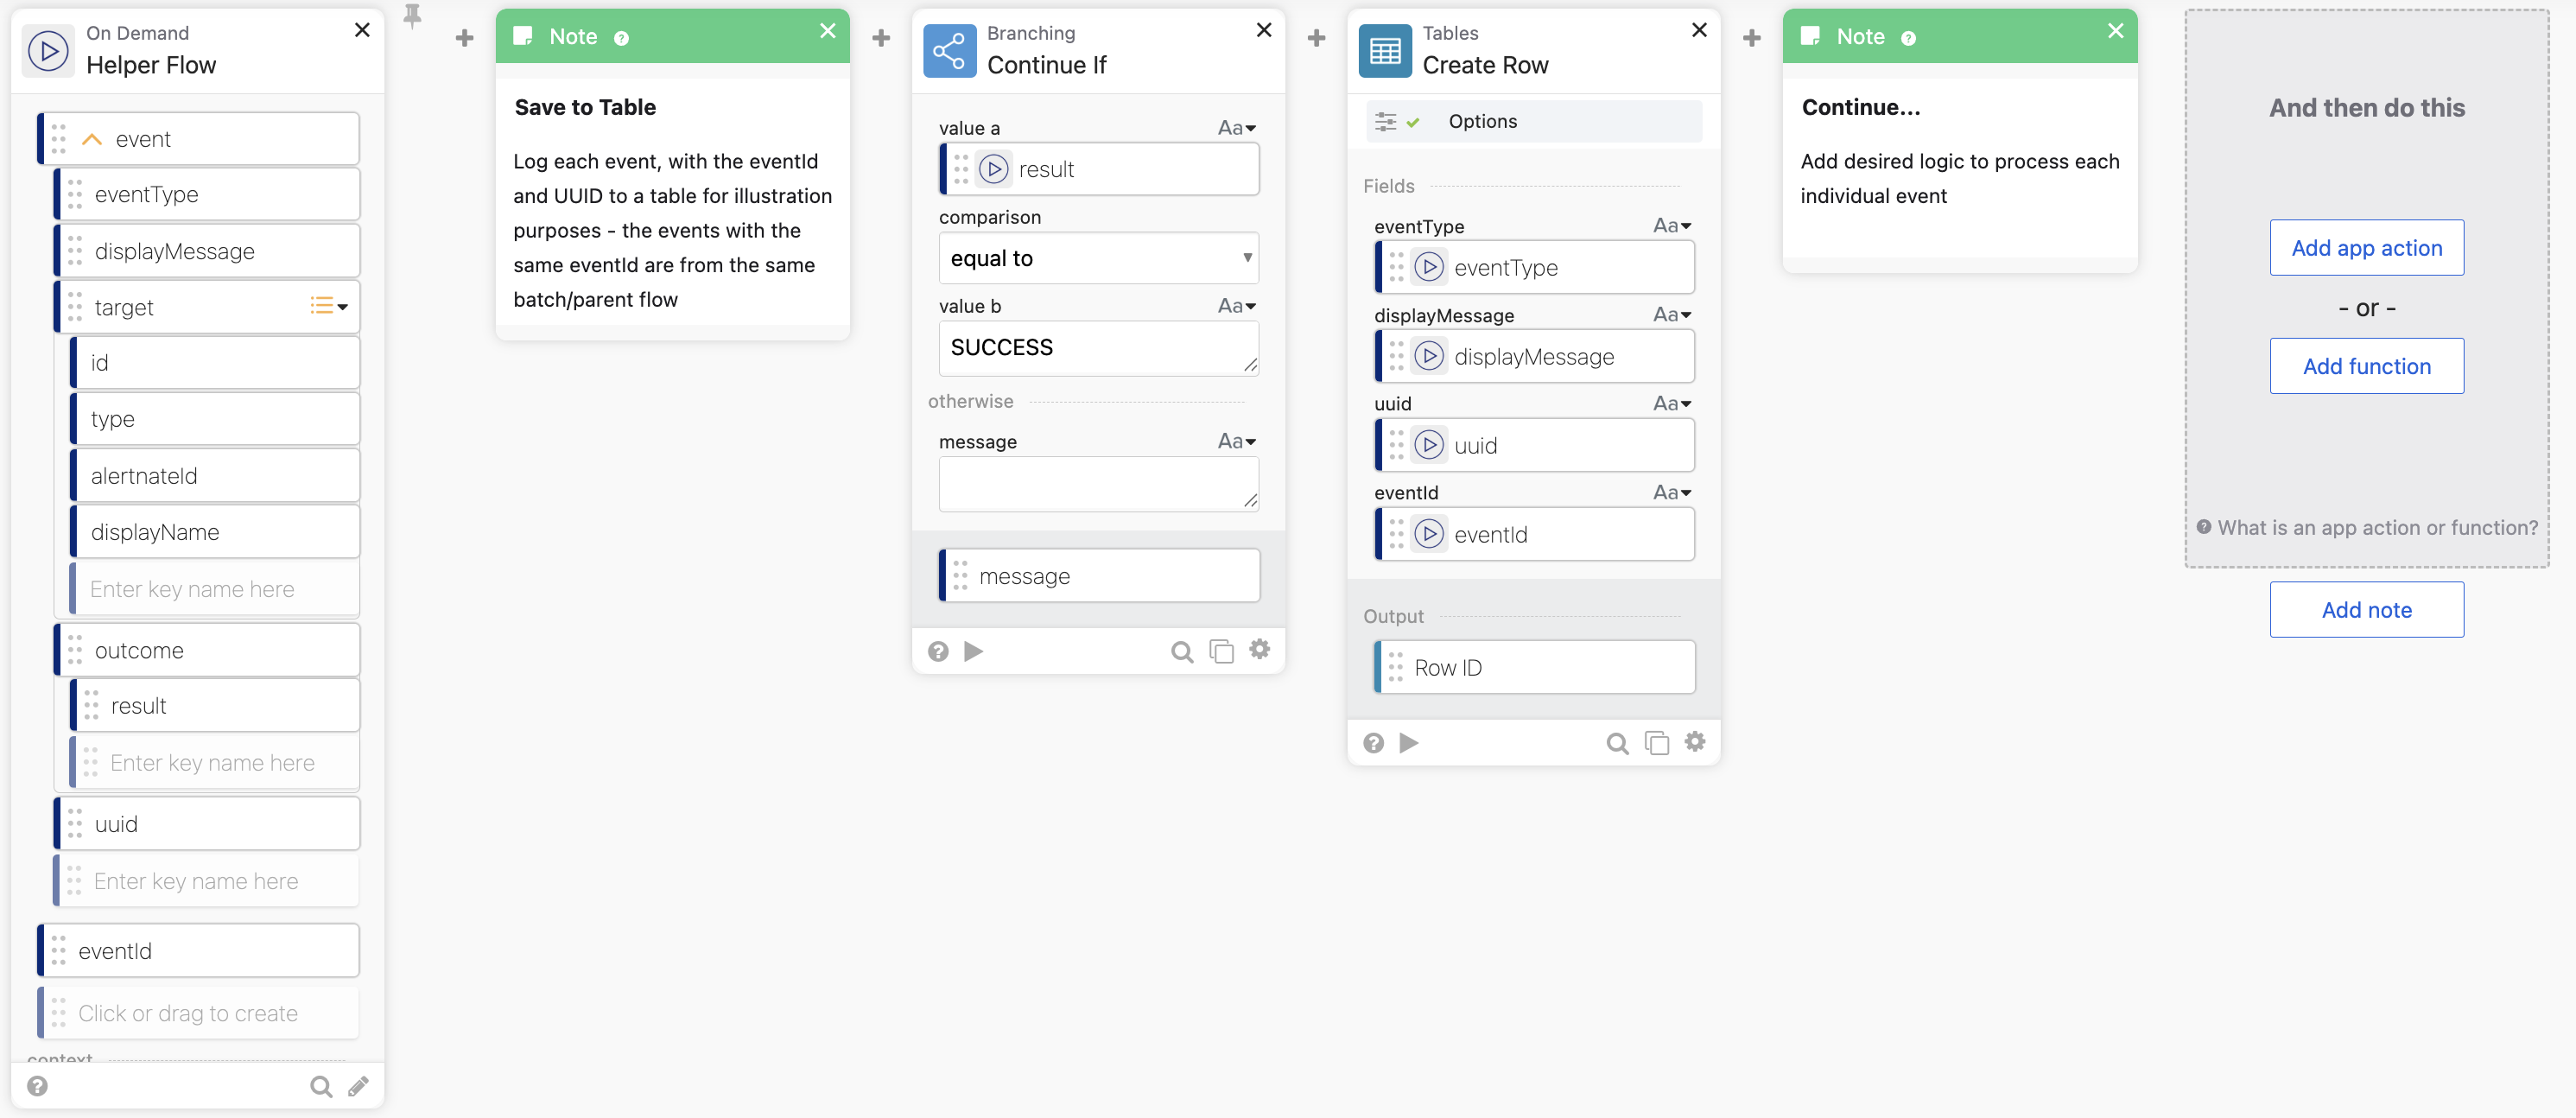 On Demand
Helper Flow
event
eventType
displayMessage
target
id
type
alertnateId
displayName
Enter key name here
outcome
result
Enter key name here
uuid
Enter key name here
eventId
Click or drag to create
context
Note
Save to Table
Log each event, with the eventId
and UUID to a table for illustration
purposes - the events with the
same eventId are from the same
batch/parent flow
Branching
Continue If
value a Aa
result
comparison
equal to
value b Aa
SUCCESS
otherwise
message Aa
message
Tables
Create Row
Options
Fields
eventType Aa
eventType
displayMessage Aa
displayMessage
uuid Aa
uuid
eventId Aa
eventId
Output
Row ID
Note
Continue...
Add desired logic to process each
individual event
And then do this
Add app action
- or -
Add function
What is an app action or function?
Add note